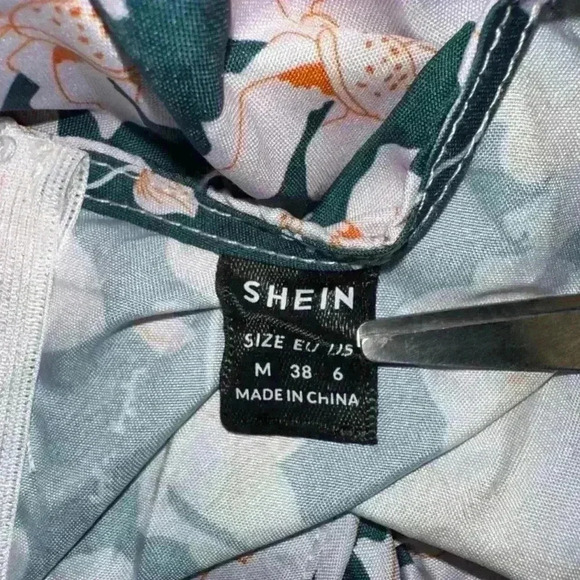 SHEIN
SIZE EU US
M 38 6
MADE IN CHINA